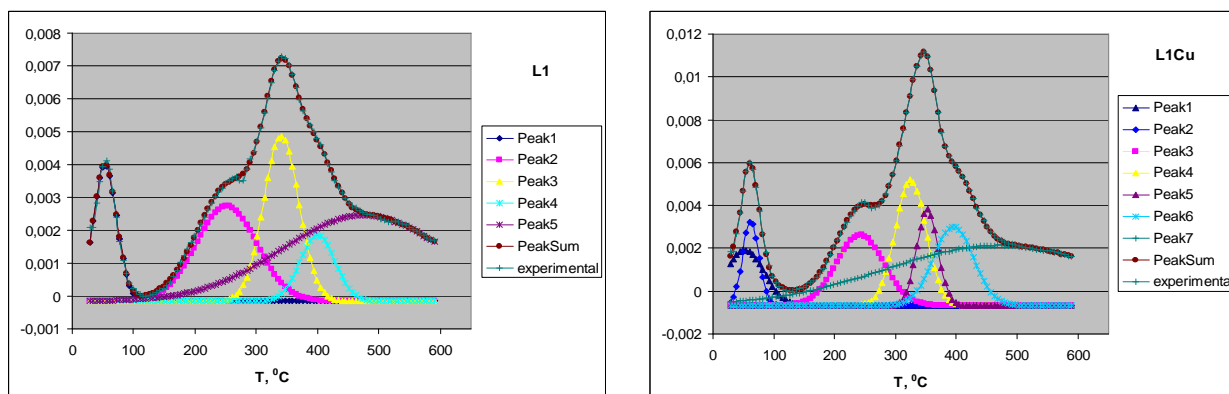 0,008
0,007
0,006
0,005
0,004
0,003
0,002
0,001
0
-0,001
0 100 200 300 400 500 600
T, ⁰C
L1
Peak1
Peak2
Peak3
Peak4
Peak5
PeakSum
experimental
0,012
0,01
0,008
0,006
0,004
0,002
0
-0,002
0 100 200 300 400 500 600
T, ⁰C
L1Cu
Peak1
Peak2
Peak3
Peak4
Peak5
Peak6
Peak7
PeakSum
experimental